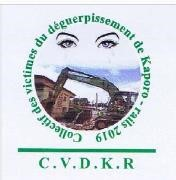 Collectif des victimes du déguerpissement de Kaporo - rails 2019
C.V.D.K.R